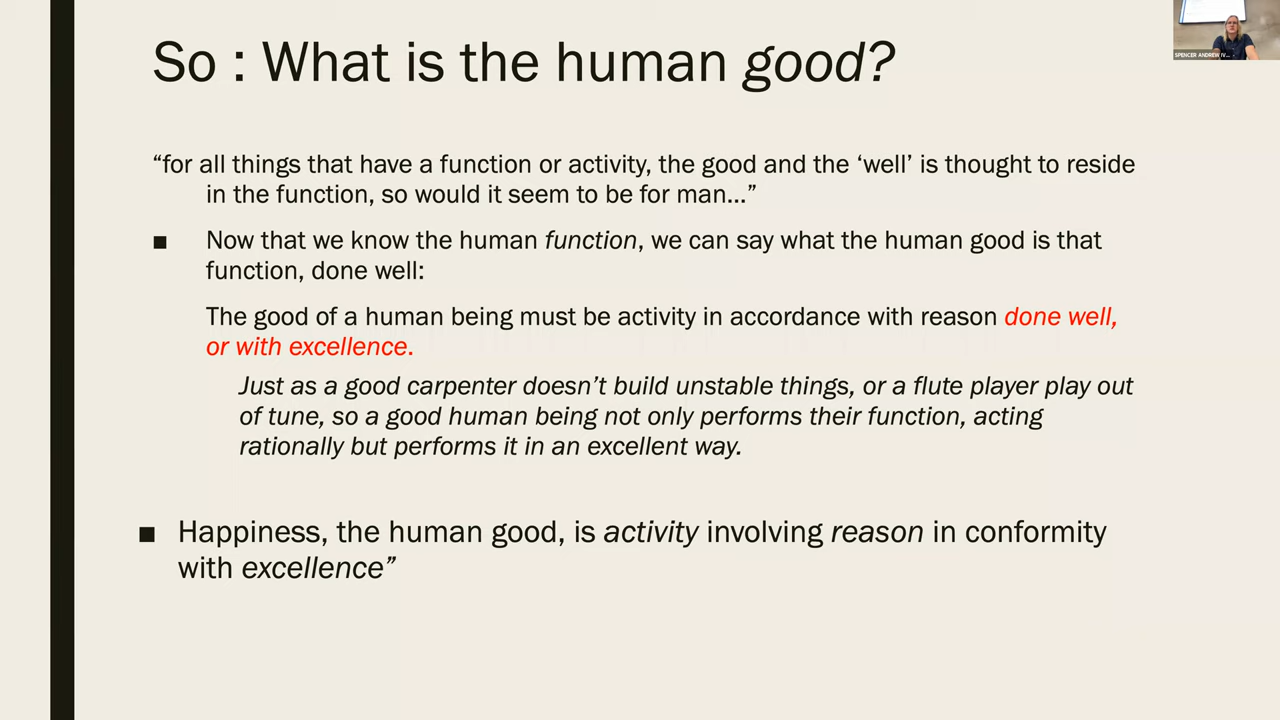 So : What is the human good?
SPENCER ANDREW IV...
“for all things that have a function or activity, the good and the ‘well’ is thought to reside
in the function, so would it seem to be for man...”
■ Now that we know the human function, we can say what the human good is that
function, done well:
The good of a human being must be activity in accordance with reason done well,
or with excellence.
Just as a good carpenter doesn’t build unstable things, or a flute player play out
of tune, so a good human being not only performs their function, acting
rationally but performs it in an excellent way.
■ Happiness, the human good, is activity involving reason in conformity
with excellence”